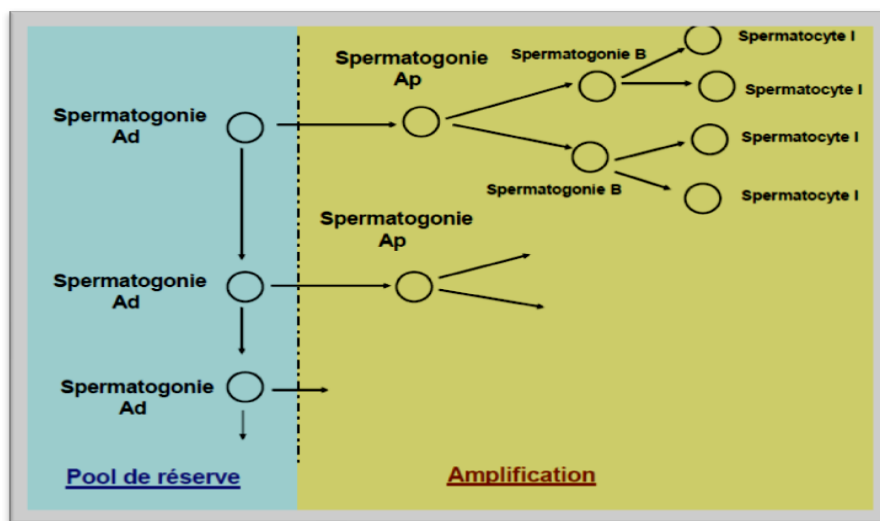 Spermatogonie
Ad
Spermatogonie
Ap
Spermatogonie B
Spermatocyte I
Spermatocyte I
Spermatocyte I
Spermatogonie B
Spermatocyte I
Spermatogonie
Ap
Spermatogonie
Ad
Spermatogonie
Ad
Pool de réserve
Amplification